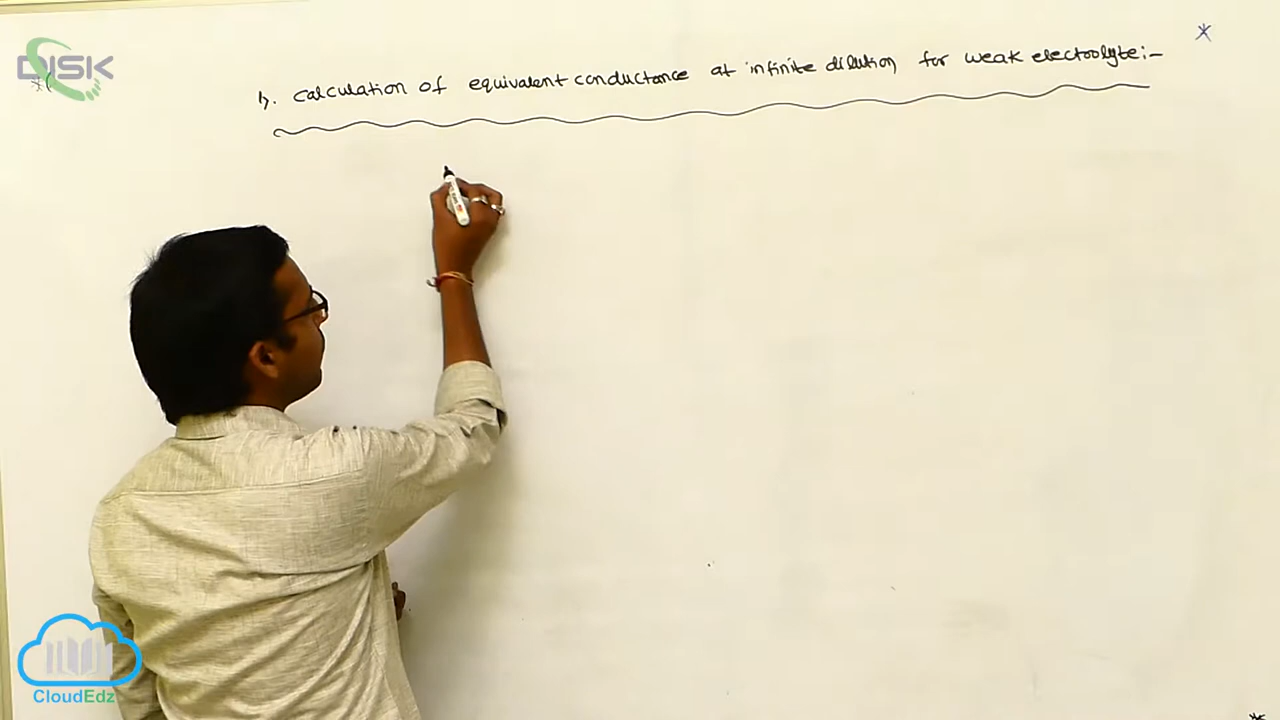 DISK
1). calculation of equivalent conductance at infinite dilution for weak electrolyte:-
CloudEdz